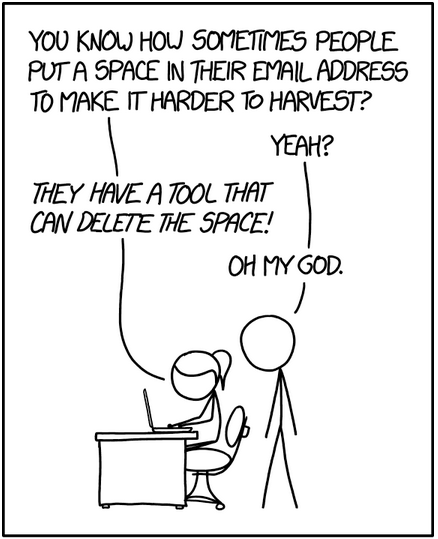 YOU KNOW HOW SOMETIMES PEOPLE
PUT A SPACE IN THEIR EMAIL ADDRESS
TO MAKE IT HARDER TO HARVEST?
YEAH?
THEY HAVE A TOOL THAT
CAN DELETE THE SPACE!
OH MY GOD.